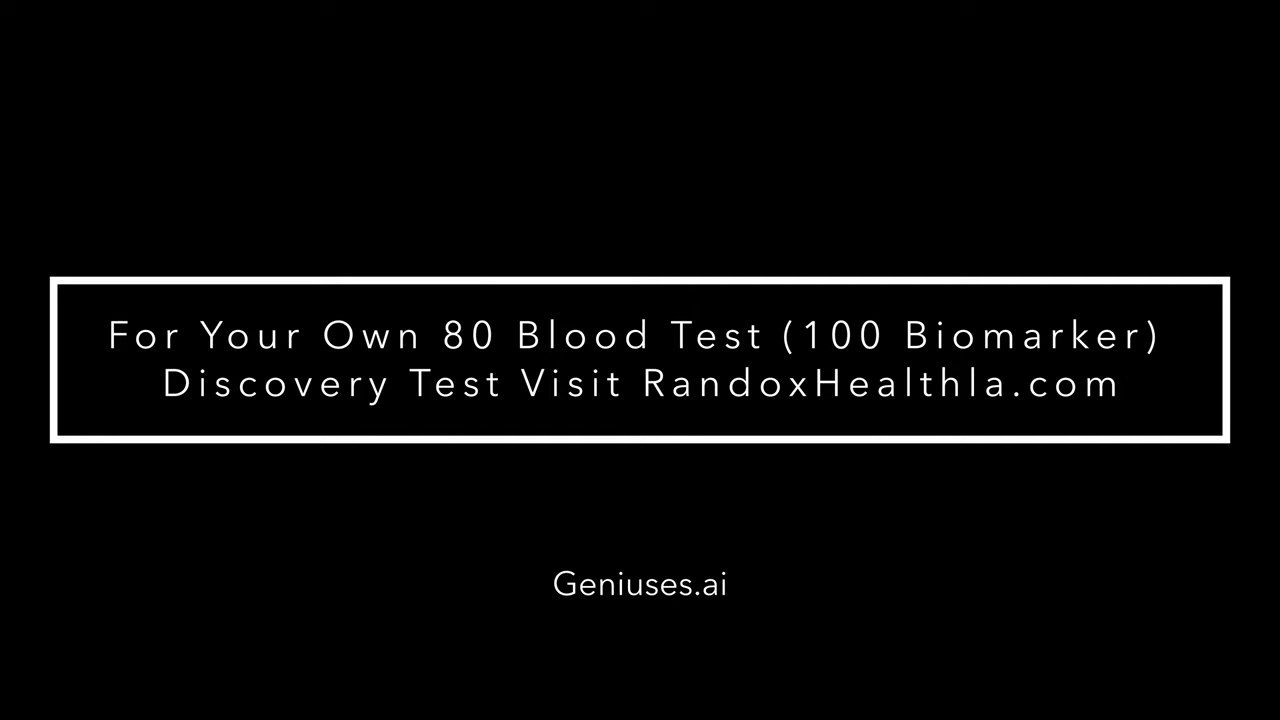 For Your Own 80 Blood Test (100 Biomarker)
Discovery Test Visit RandoxHealthla.com
Geniuses.ai